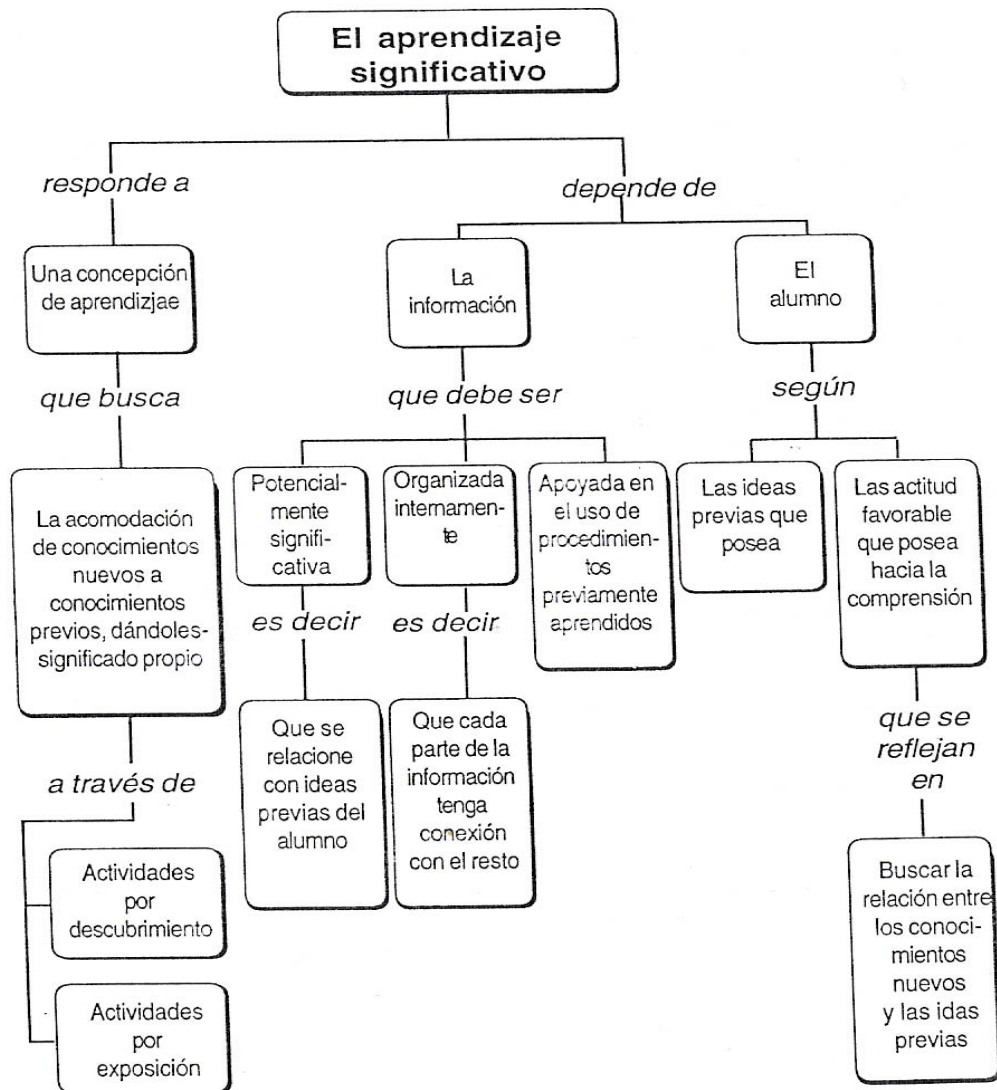 El aprendizaje
significativo
responde a
depende de
Una concepción
de aprendizjae
La
información
El
alumno
que busca
que debe ser
según
La acomodación
de conocimientos
nuevos a
conocimientos
previos, dándoles-
significado propio
Potencial-
mente
signifi-
cativa
Organizada
internamen-
te
Apoyada en
el uso de
procedimien-
tos
previamente
aprendidos
Las ideas
previas que
posea
Las actitud
favorable
que posea
hacia la
comprensión
es decir
es decir
a través de
Que se
relacione
con ideas
previas del
alumno
Que cada
parte de la
información
tenga
conexión
con el resto
que se
reflejan
en
Actividades
por
descubrimiento
Actividades
por
exposición
Buscar la
relación entre
los conoci-
mientos
nuevos
y las idas
previas